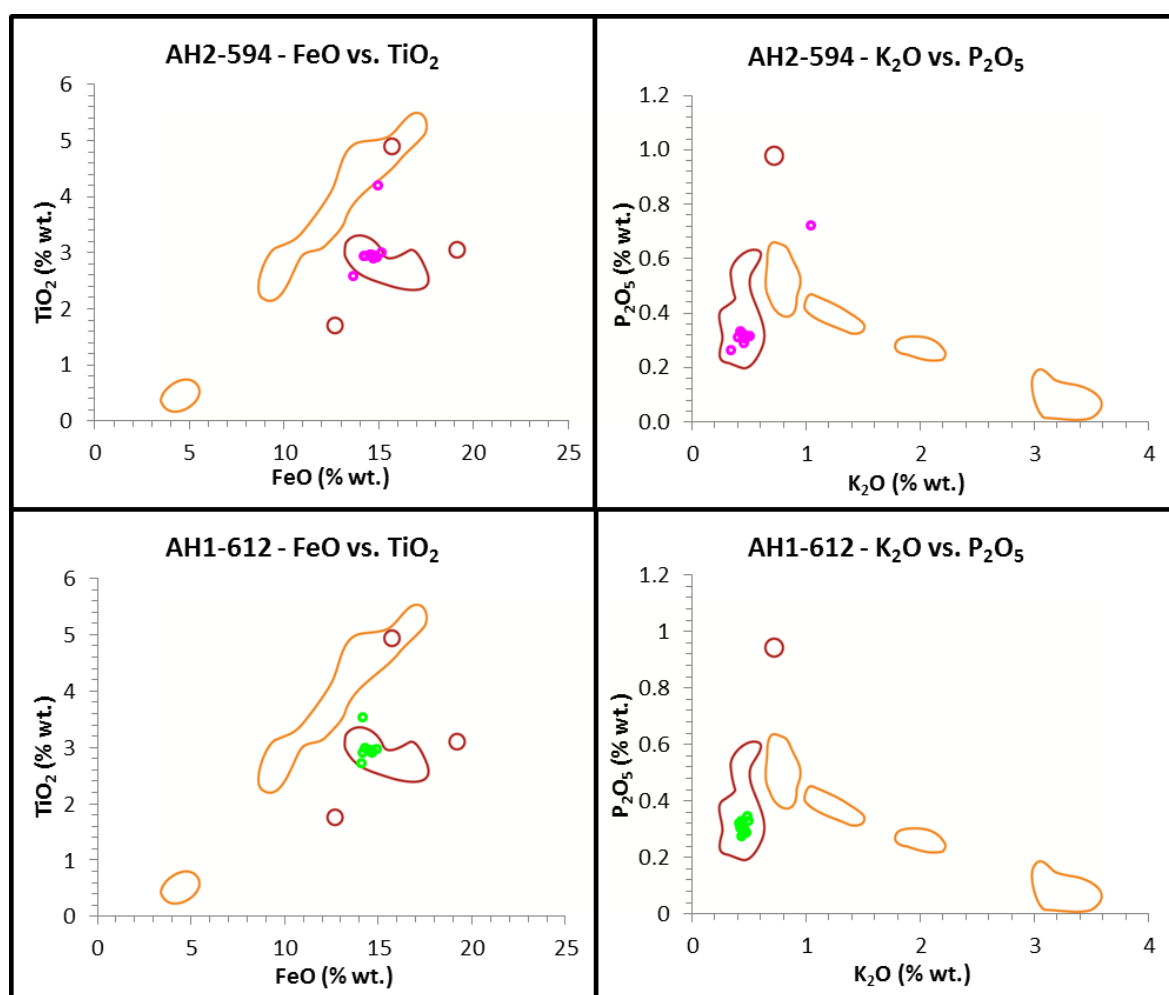 AH2-594 - FeO vs. TiO₂
6
5
4
3
2
1
0
TiO₂ (% wt.)
0 5 10 15 20 25
FeO (% wt.)
AH2-594 - K₂O vs. P₂O₅
1.2
1.0
0.8
0.6
0.4
0.2
0.0
P₂O₅ (% wt.)
0 1 2 3 4
K₂O (% wt.)
AH1-612 - FeO vs. TiO₂
6
5
4
3
2
1
0
TiO₂ (% wt.)
0 5 10 15 20 25
FeO (% wt.)
AH1-612 - K₂O vs. P₂O₅
1.2
1
0.8
0.6
0.4
0.2
0
P₂O₅ (% wt.)
0 1 2 3 4
K₂O (% wt.)